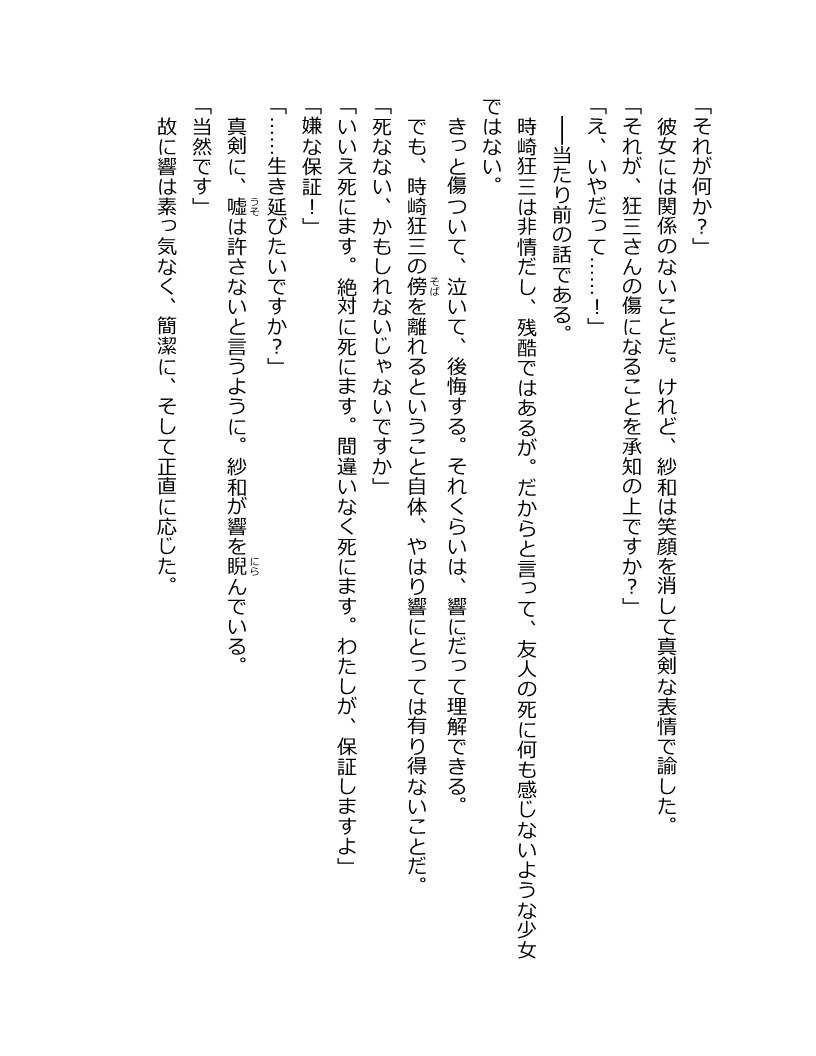 「それが何か？」
彼女には関係のないことだ。けれど、紗和は笑顔を消して真剣な表情で諭した。
「それが、狂三さんの傷になることを承知の上ですか？」
「え、いやだって……！」
──当たり前の話である。
時崎狂三は非情だし、残酷ではあるが。だからと言って、友人の死に何も感じないような少女
ではない。
きっと傷ついて、泣いて、後悔する。それくらいは、響にだって理解できる。
でも、時崎狂三の傍そばを離れるということ自体、やはり響にとっては有り得ないことだ。
「死なない、かもしれないじゃないですか」
「いいえ死にます。絶対に死にます。間違いなく死にます。わたしが、保証しますよ」
「嫌な保証！」
「……生き延びたいですか？」
真剣に、嘘うそは許さないと言うように。紗和が響を睨にらんでいる。
「当然です」
故に響は素っ気なく、簡潔に、そして正直に応じた。